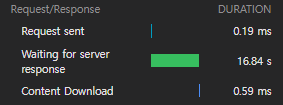 Request/Response DURATION
Request sent 0.19 ms
Waiting for server 16.84 s
response
Content Download 0.59 ms